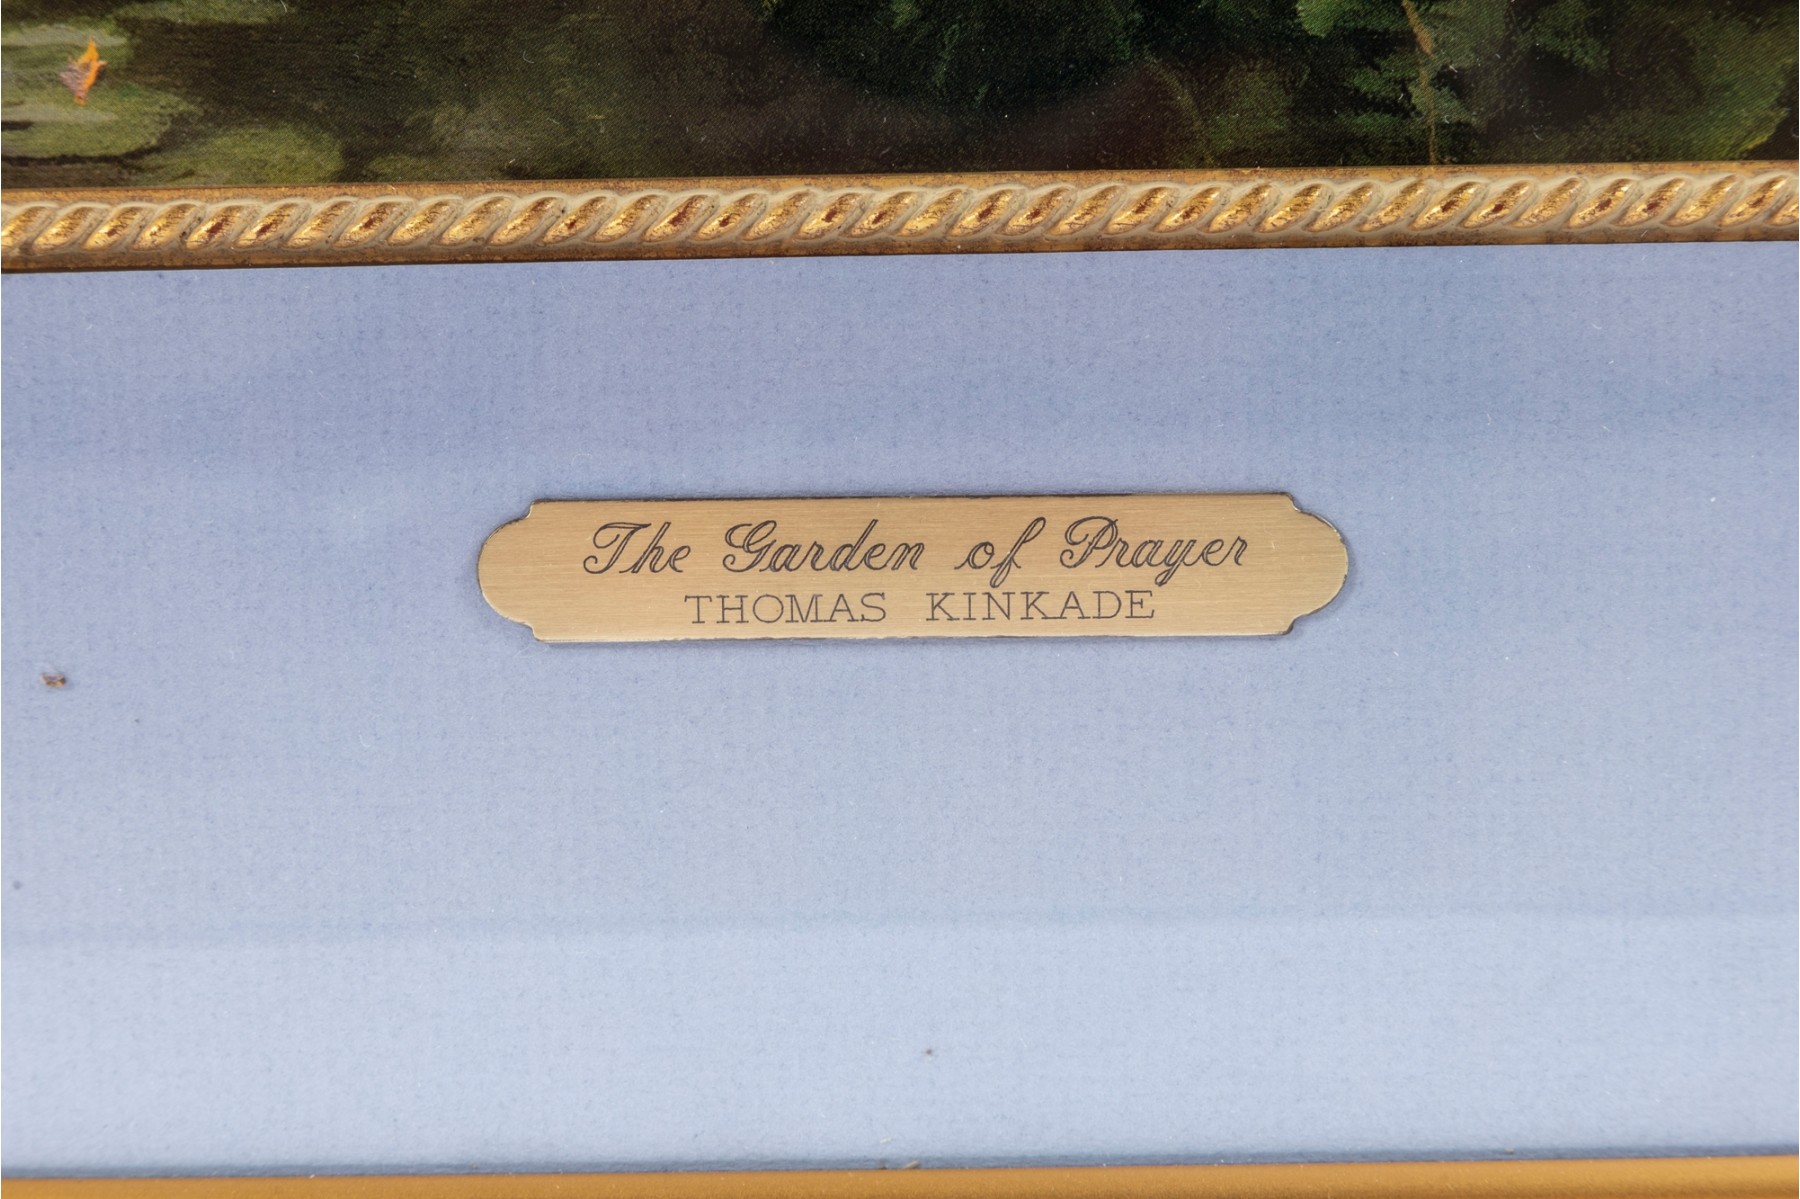 The Garden of Prayer
THOMAS KINKADE